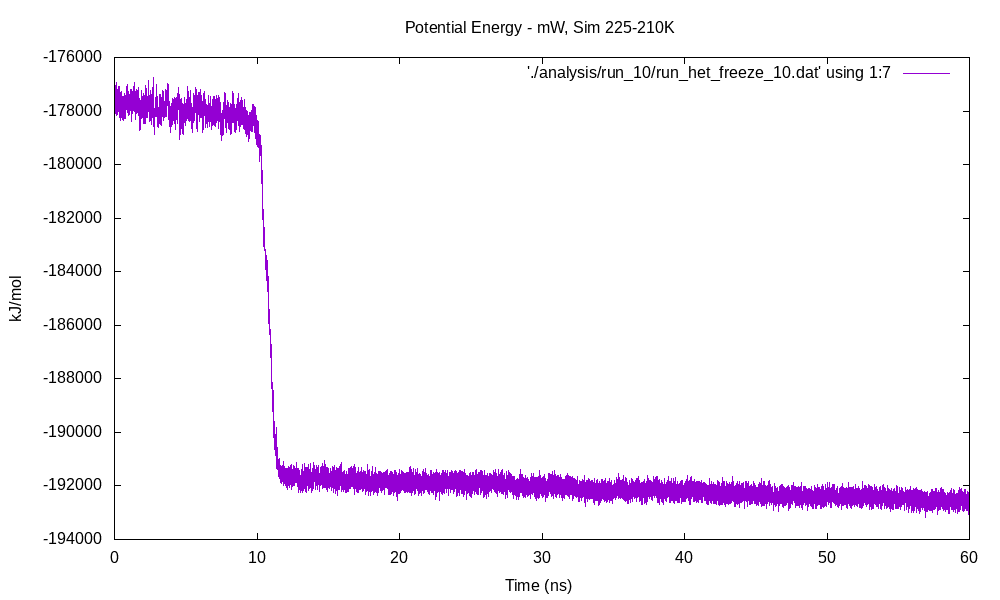 Potential Energy - mW, Sim 225-210K
'./analysis/run_10/run_het_freeze_10.dat' using 1:7
-176000
-178000
-180000
-182000
-184000
-186000
-188000
-190000
-192000
-194000
kJ/mol
0 10 20 30 40 50 60
Time (ns)